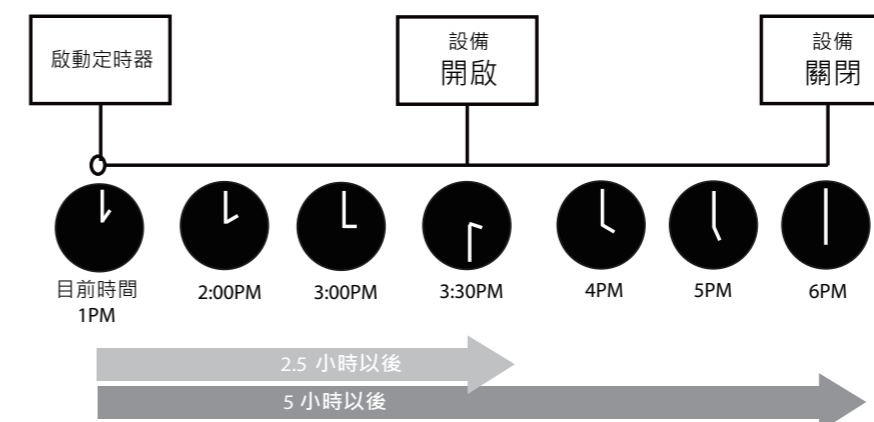 啟動定時器
設備
開啟
設備
關閉
目前時間
1PM
2:00PM
3:00PM
3:30PM
4PM
5PM
6PM
2.5 小時以後
5 小時以後